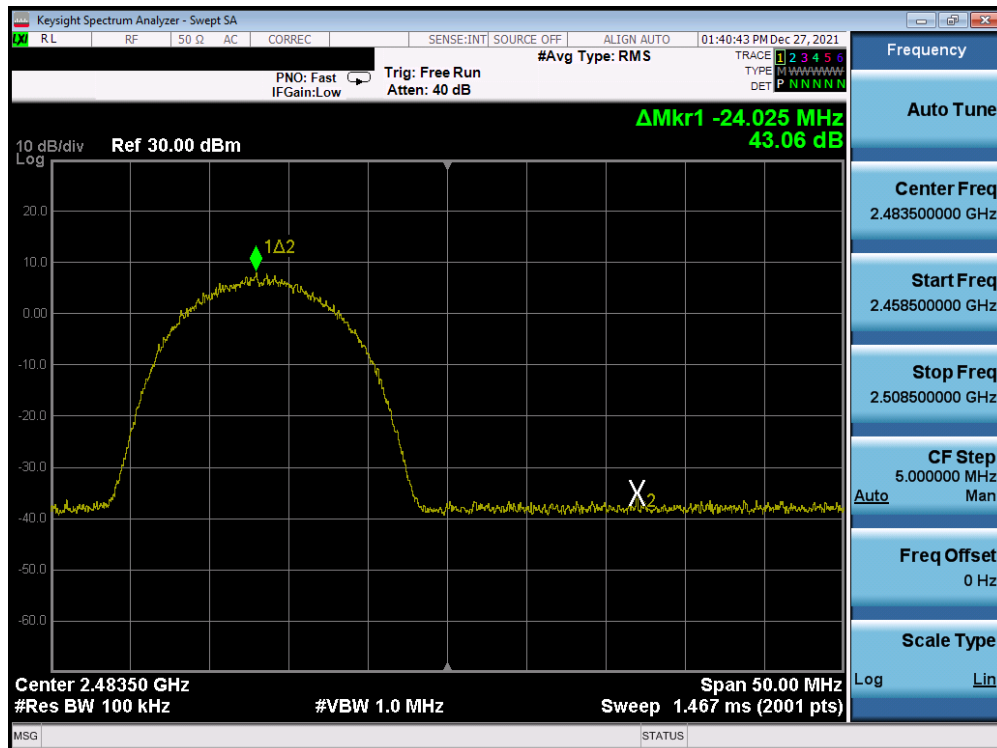 Keysight Spectrum Analyzer - Swept SA
LXI RL RF 50 Ω AC CORREC SENSE:INT SOURCE OFF ALIGN AUTO 01:40:43 PM Dec 27, 2021
#Avg Type: RMS
TRACE 1 2 3 4 5 6
TYPE M WWWWW
DET P N N N N N
PNO: Fast
IFGain:Low
Trig: Free Run
Atten: 40 dB
ΔMkr1 -24.025 MHz
43.06 dB
10 dB/div Ref 30.00 dBm
Log
20.0
10.0
0.00
-10.0
-20.0
-30.0
-40.0
-50.0
-60.0
1Δ2
X2
Center 2.48350 GHz Span 50.00 MHz
#Res BW 100 kHz #VBW 1.0 MHz Sweep 1.467 ms (2001 pts)
MSG STATUS
Frequency
Auto Tune
Center Freq
2.483500000 GHz
Start Freq
2.458500000 GHz
Stop Freq
2.508500000 GHz
CF Step
5.000000 MHz
Auto Man
Freq Offset
0 Hz
Scale Type
Log Lin